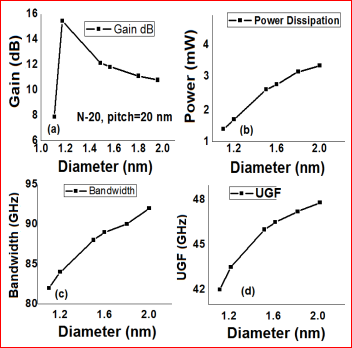 16
14
12
10
8
6
Gain (dB)
Gain dB
(a)
N-20, pitch=20 nm
1.0 1.2 1.4 1.6 1.8 2.0
Diameter (nm)
4
3
2
1
Power (mW)
Power Dissipation
(b)
1.2 1.6 2.0
Diameter (nm)
95
90
85
80
Bandwidth (GHz)
Bandwidth
(c)
1.2 1.6 2.0
Diameter (nm)
48
45
42
UGF (GHz)
UGF
(d)
1.2 1.6 2.0
Diameter (nm)